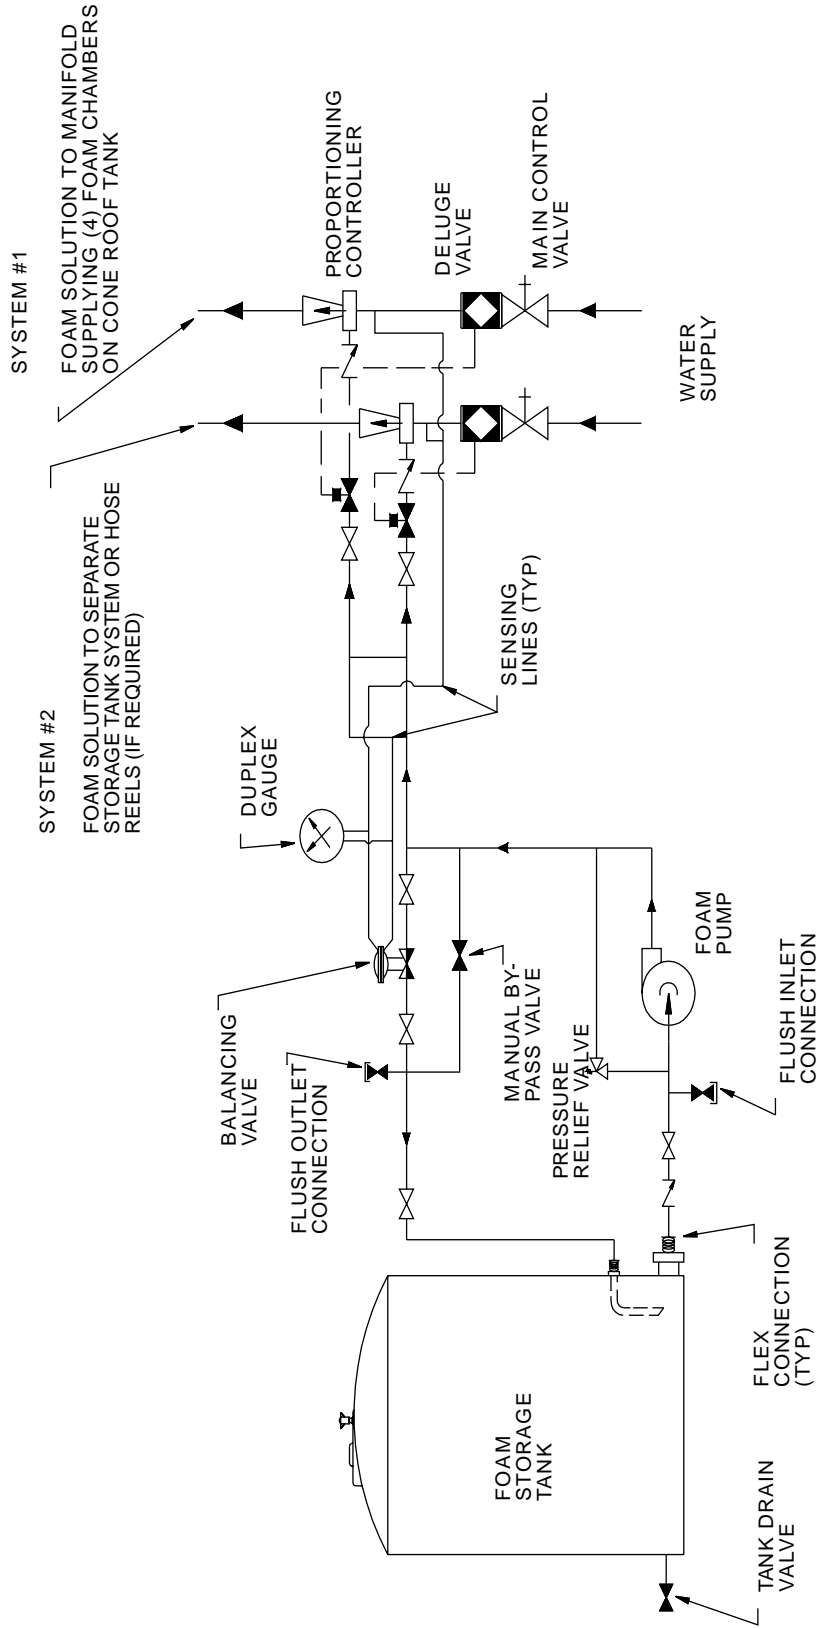 SYSTEM #1
FOAM SOLUTION TO MANIFOLD
SUPPLYING (4) FOAM CHAMBERS
ON CONE ROOF TANK
SYSTEM #2
FOAM SOLUTION TO SEPARATE
STORAGE TANK SYSTEM OR HOSE
REELS (IF REQUIRED)
PROPORTIONING
CONTROLLER
DELUGE
VALVE
MAIN CONTROL
VALVE
WATER
SUPPLY
SENSING
LINES (TYP)
DUPLEX
GAUGE
BALANCING
VALVE
FLUSH OUTLET
CONNECTION
MANUAL BY-
PASS VALVE
PRESSURE
RELIEF VALVE
FOAM
PUMP
FLUSH INLET
CONNECTION
FLEX
CONNECTION
(TYP)
FOAM
STORAGE
TANK
TANK DRAIN
VALVE